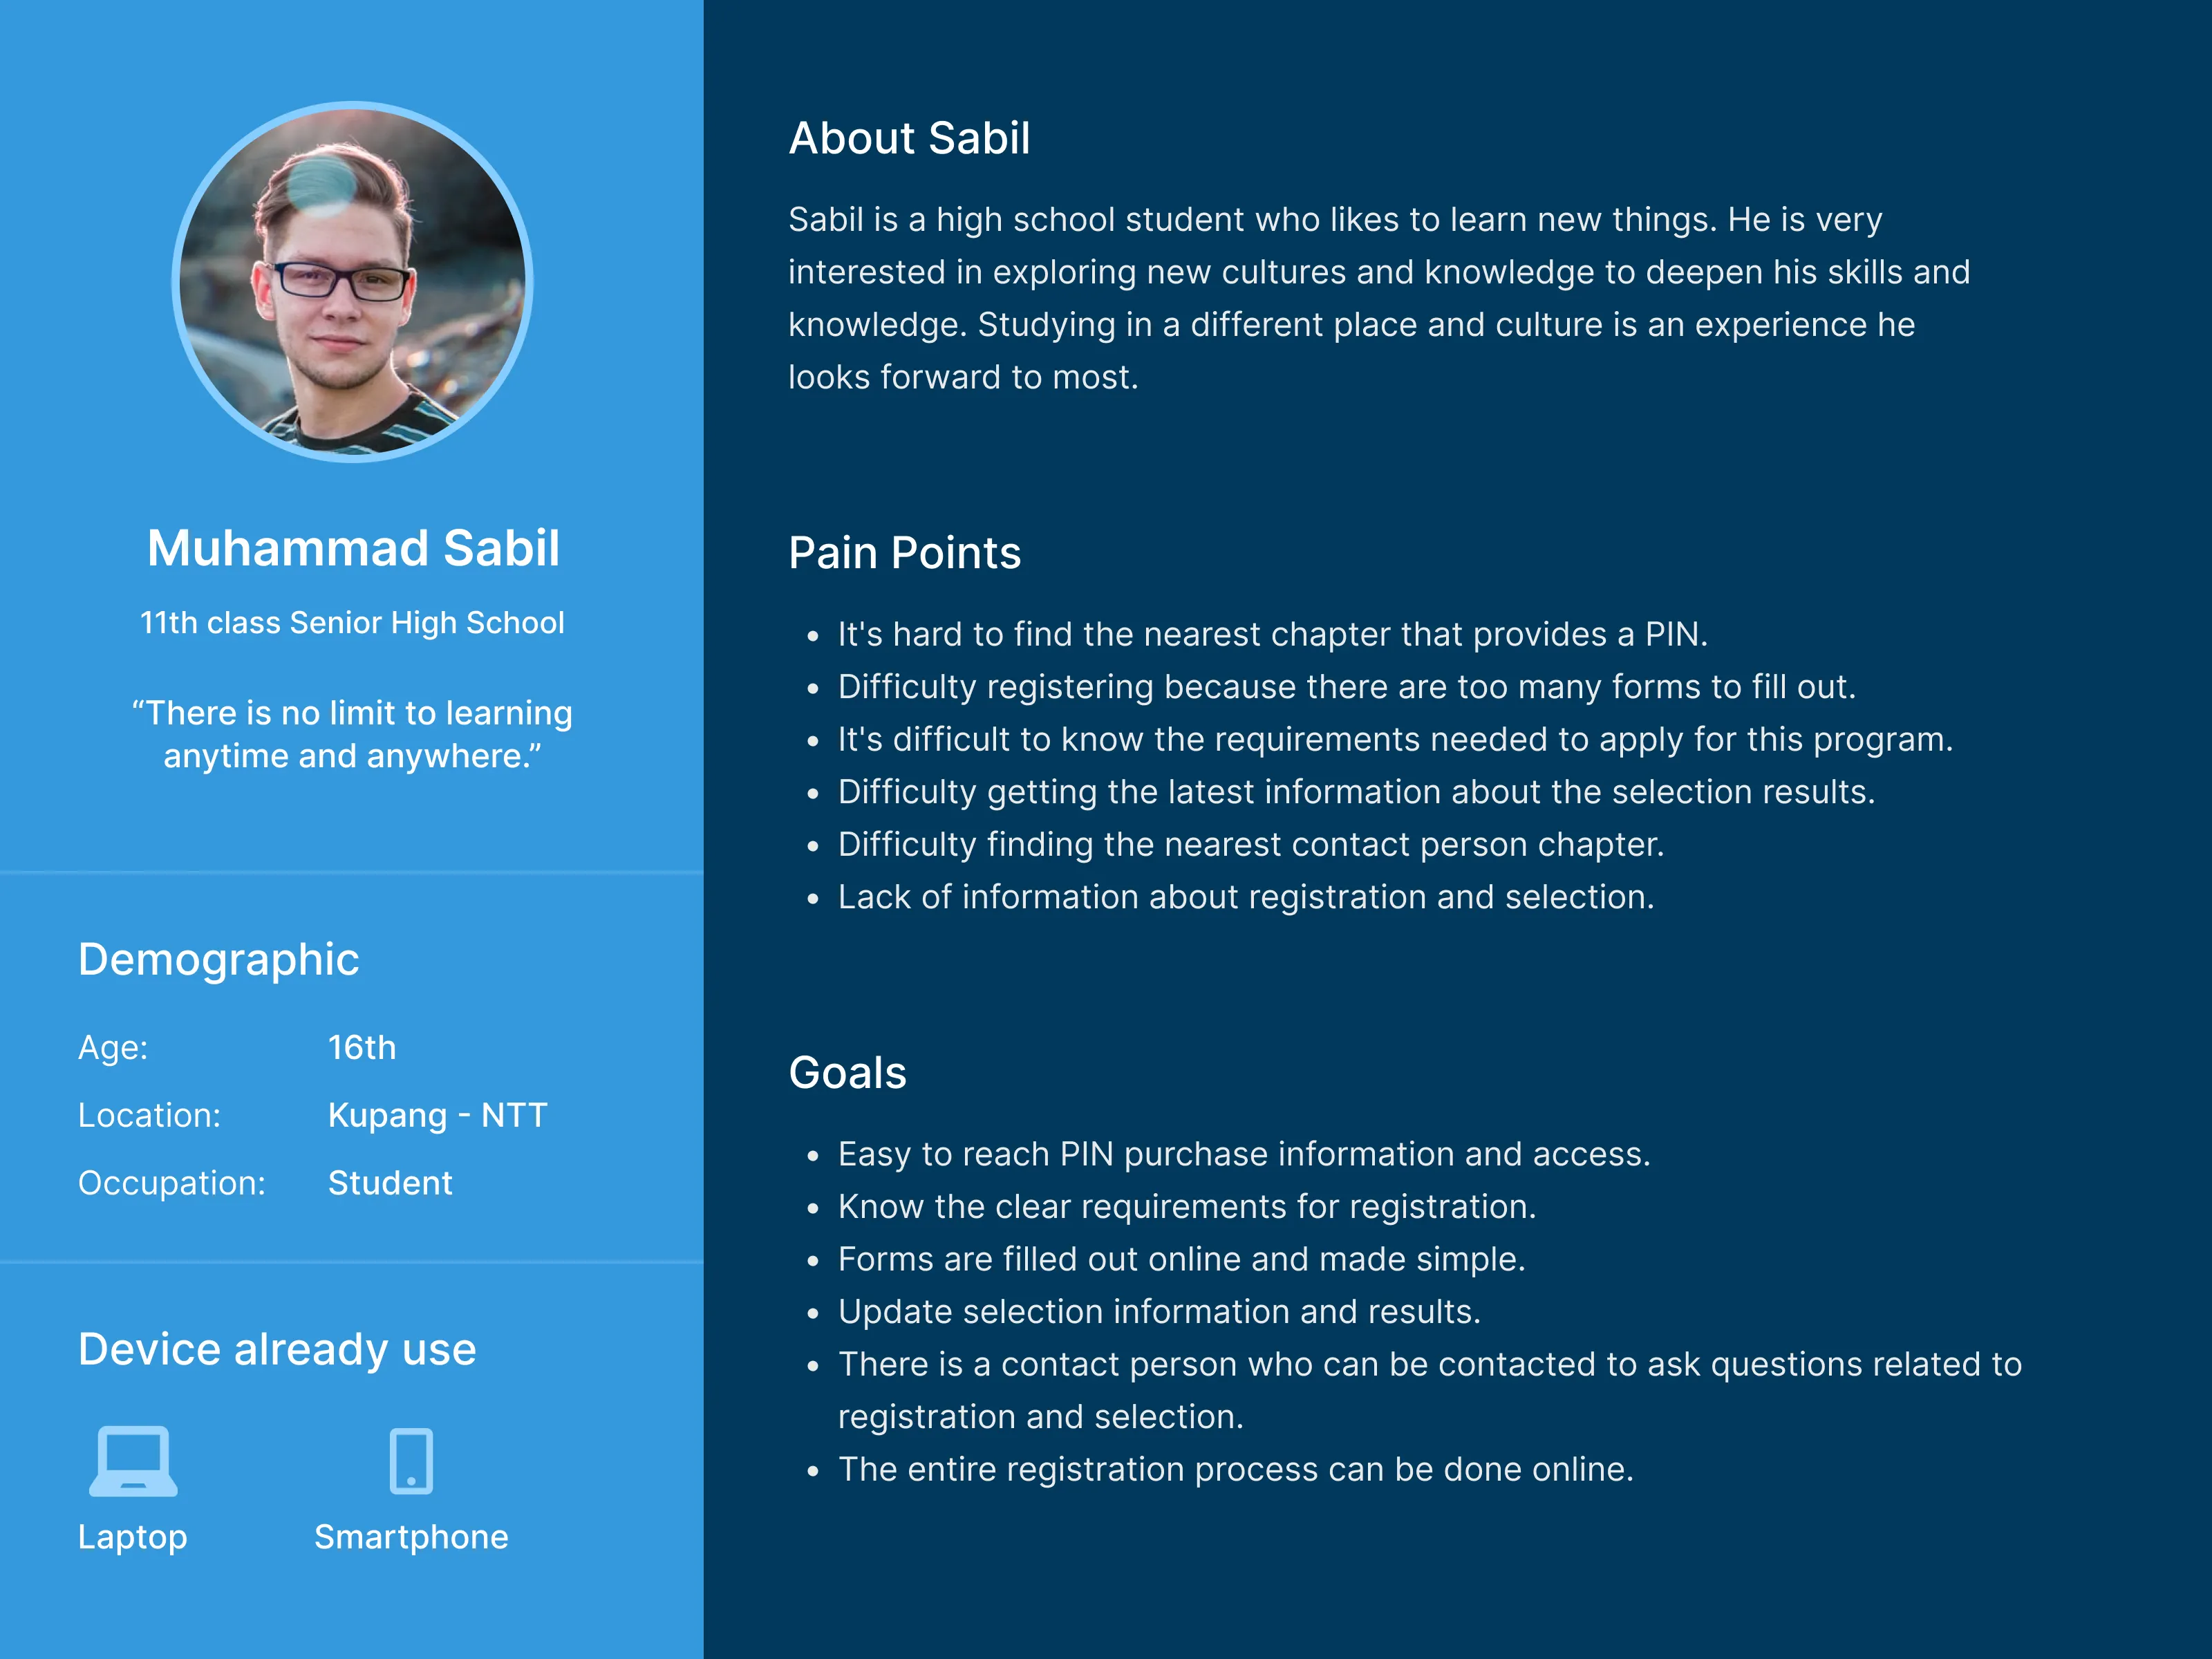 Muhammad Sabil
11th class Senior High School
“There is no limit to learning
anytime and anywhere.”
Demographic
Age: 16th
Location: Kupang - NTT
Occupation: Student
Device already use
Laptop Smartphone
About Sabil
Sabil is a high school student who likes to learn new things. He is very
interested in exploring new cultures and knowledge to deepen his skills and
knowledge. Studying in a different place and culture is an experience he
looks forward to most.
Pain Points
• It's hard to find the nearest chapter that provides a PIN.
• Difficulty registering because there are too many forms to fill out.
• It's difficult to know the requirements needed to apply for this program.
• Difficulty getting the latest information about the selection results.
• Difficulty finding the nearest contact person chapter.
• Lack of information about registration and selection.
Goals
• Easy to reach PIN purchase information and access.
• Know the clear requirements for registration.
• Forms are filled out online and made simple.
• Update selection information and results.
• There is a contact person who can be contacted to ask questions related to
registration and selection.
• The entire registration process can be done online.